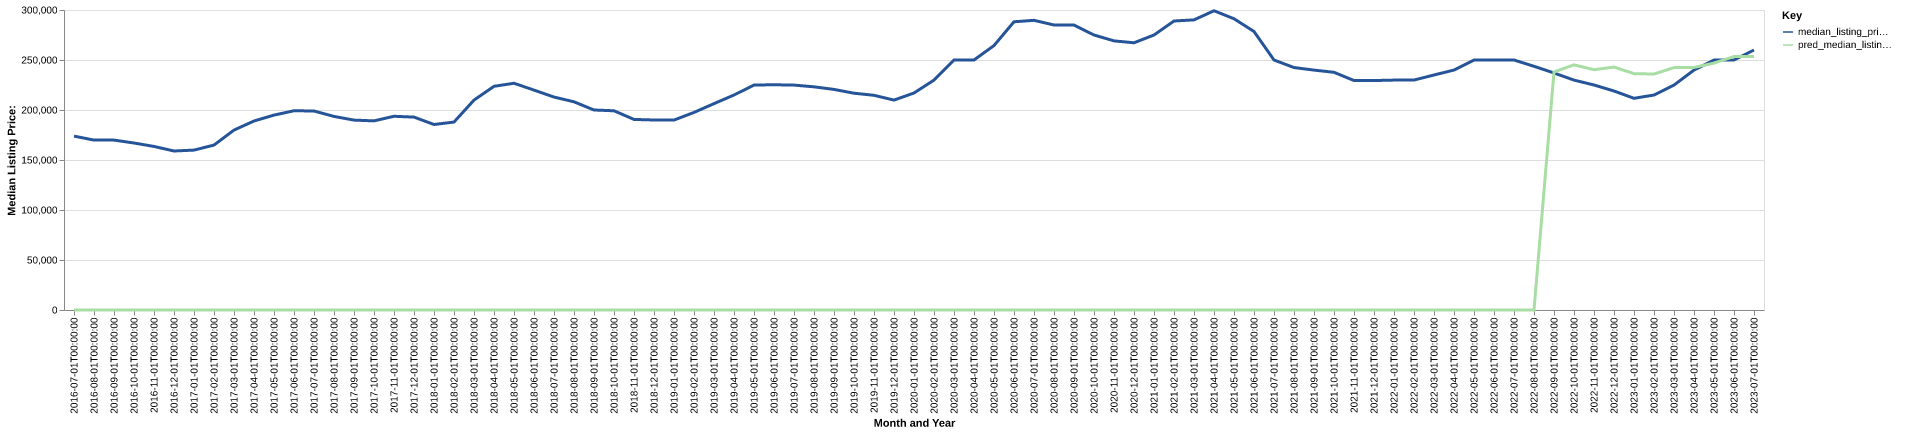 Key
median_listing_pri...
pred_median_listin...
Median Listing Price:
300,000
250,000
200,000
150,000
100,000
50,000
0
2016-07-01T00:00:00
2016-08-01T00:00:00
2016-09-01T00:00:00
2016-10-01T00:00:00
2016-11-01T00:00:00
2016-12-01T00:00:00
2017-01-01T00:00:00
2017-02-01T00:00:00
2017-03-01T00:00:00
2017-04-01T00:00:00
2017-05-01T00:00:00
2017-06-01T00:00:00
2017-07-01T00:00:00
2017-08-01T00:00:00
2017-09-01T00:00:00
2017-10-01T00:00:00
2017-11-01T00:00:00
2017-12-01T00:00:00
2018-01-01T00:00:00
2018-02-01T00:00:00
2018-03-01T00:00:00
2018-04-01T00:00:00
2018-05-01T00:00:00
2018-06-01T00:00:00
2018-07-01T00:00:00
2018-08-01T00:00:00
2018-09-01T00:00:00
2018-10-01T00:00:00
2018-11-01T00:00:00
2018-12-01T00:00:00
2019-01-01T00:00:00
2019-02-01T00:00:00
2019-03-01T00:00:00
2019-04-01T00:00:00
2019-05-01T00:00:00
2019-06-01T00:00:00
2019-07-01T00:00:00
2019-08-01T00:00:00
2019-09-01T00:00:00
2019-10-01T00:00:00
2019-11-01T00:00:00
2019-12-01T00:00:00
2020-01-01T00:00:00
2020-02-01T00:00:00
2020-03-01T00:00:00
2020-04-01T00:00:00
2020-05-01T00:00:00
2020-06-01T00:00:00
2020-07-01T00:00:00
2020-08-01T00:00:00
2020-09-01T00:00:00
2020-10-01T00:00:00
2020-11-01T00:00:00
2020-12-01T00:00:00
2021-01-01T00:00:00
2021-02-01T00:00:00
2021-03-01T00:00:00
2021-04-01T00:00:00
2021-05-01T00:00:00
2021-06-01T00:00:00
2021-07-01T00:00:00
2021-08-01T00:00:00
2021-09-01T00:00:00
2021-10-01T00:00:00
2021-11-01T00:00:00
2021-12-01T00:00:00
2022-01-01T00:00:00
2022-02-01T00:00:00
2022-03-01T00:00:00
2022-04-01T00:00:00
2022-05-01T00:00:00
2022-06-01T00:00:00
2022-07-01T00:00:00
2022-08-01T00:00:00
2022-09-01T00:00:00
2022-10-01T00:00:00
2022-11-01T00:00:00
2022-12-01T00:00:00
2023-01-01T00:00:00
2023-02-01T00:00:00
2023-03-01T00:00:00
2023-04-01T00:00:00
2023-05-01T00:00:00
2023-06-01T00:00:00
2023-07-01T00:00:00
Month and Year